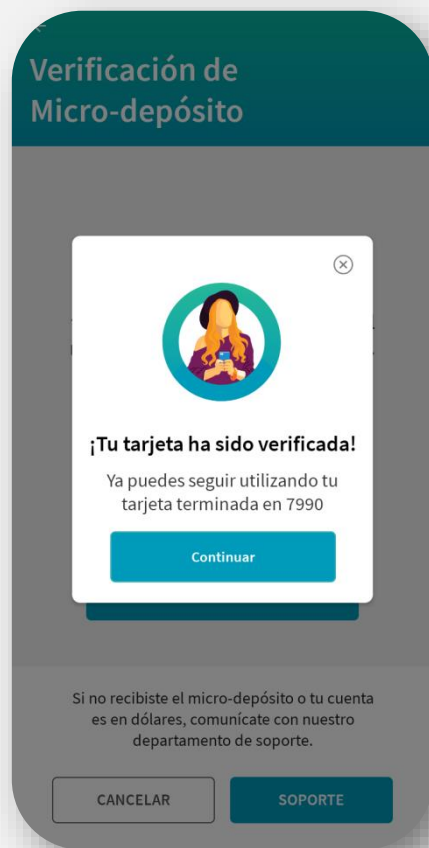 Verificación de
Micro-depósito
¡Tu tarjeta ha sido verificada!
Ya puedes seguir utilizando tu
tarjeta terminada en 7990
Continuar
Si no recibiste el micro-depósito o tu cuenta
es en dólares, comunícate con nuestro
departamento de soporte.
CANCELAR
SOPORTE